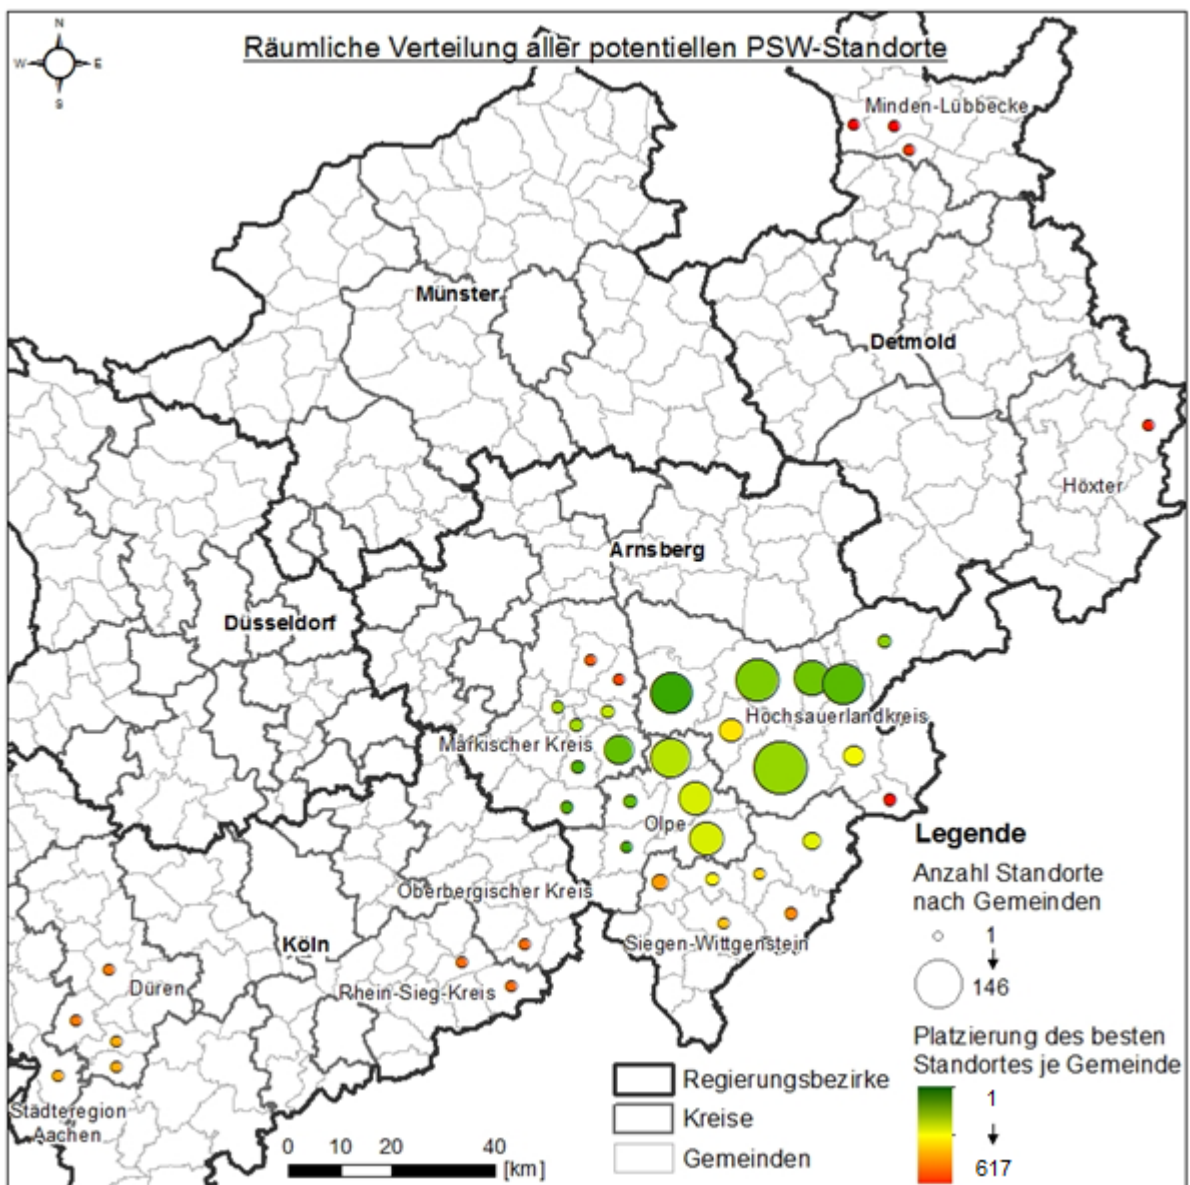 Räumliche Verteilung aller potentiellen PSW-Standorte
N
W
E
S
Minden-Lübbecke
Münster
Detmold
Höxter
Arnsberg
Düsseldorf
Hochsauerlandkreis
Märkischer Kreis
Olpe
Oberbergischer Kreis
Köln
Siegen-Wittgenstein
Düren
Rhein-Sieg-Kreis
Städteregion
Aachen
Legende
Anzahl Standorte
nach Gemeinden
1
146
Platzierung des besten
Standortes je Gemeinde
1
617
Regierungsbezirke
Kreise
Gemeinden
0 10 20 40
[km]